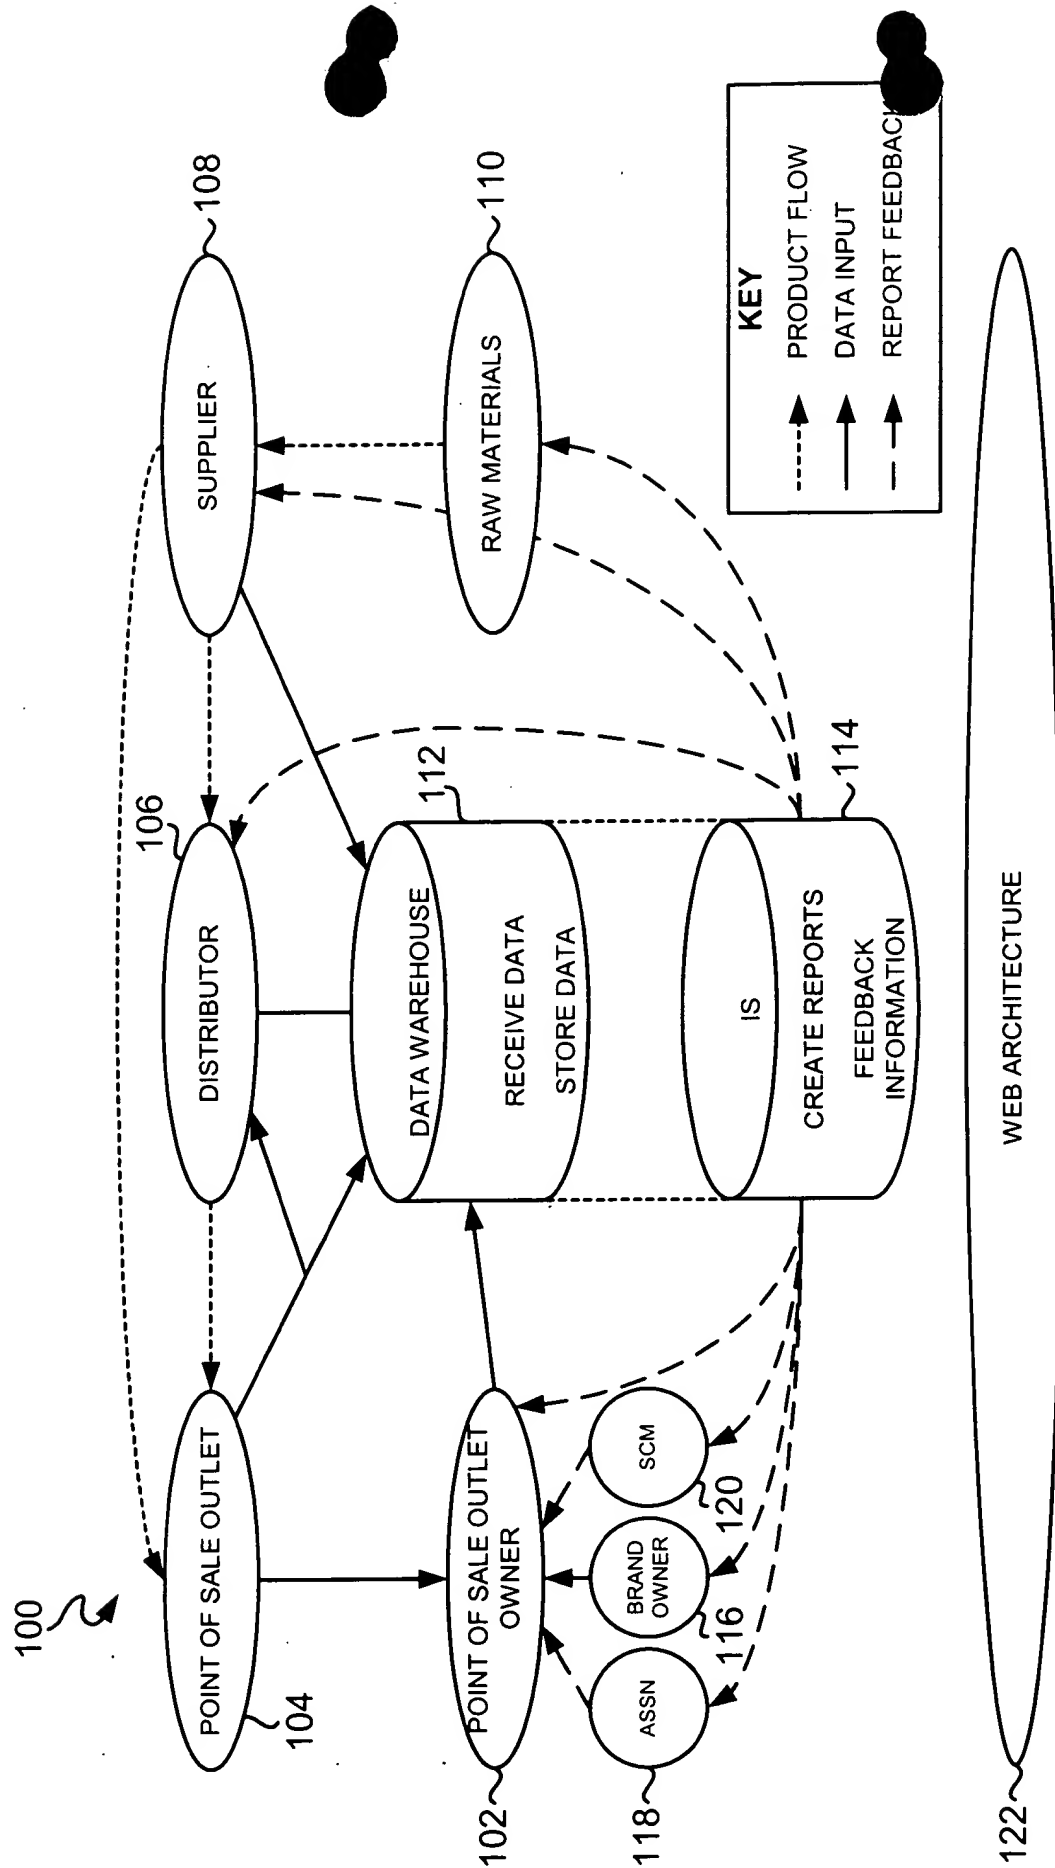 100
POINT OF SALE OUTLET
104
DISTRIBUTOR
106
SUPPLIER
108
POINT OF SALE OUTLET
OWNER
102
DATA WAREHOUSE
112
RECEIVE DATA
STORE DATA
RAW MATERIALS
110
ASSN
118
BRAND
OWNER
116
SCM
120
IS
CREATE REPORTS
FEEDBACK
INFORMATION
114
KEY
PRODUCT FLOW
DATA INPUT
REPORT FEEDBACK
WEB ARCHITECTURE
122